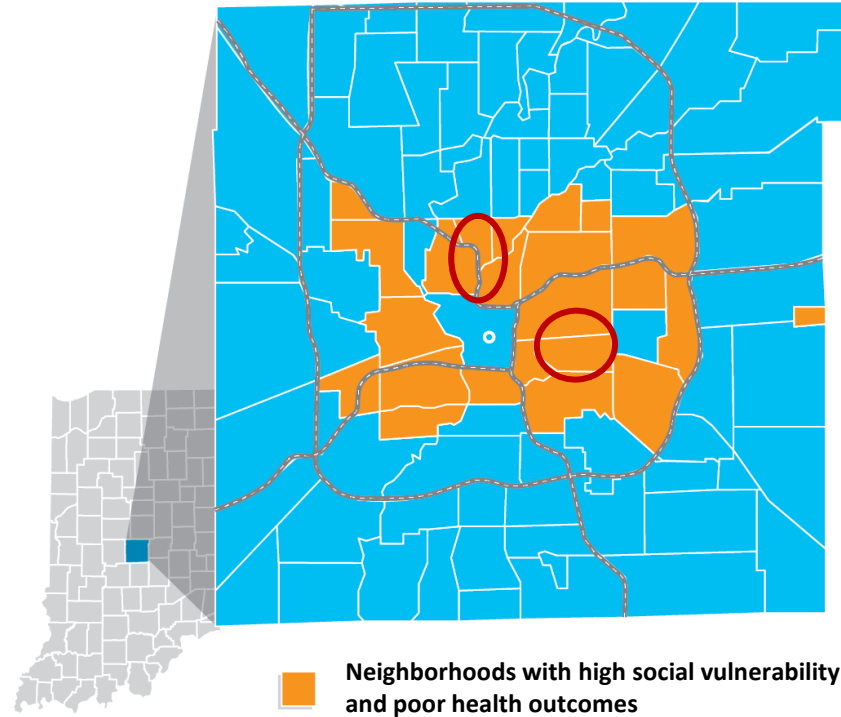 Neighborhoods with high social vulnerability
and poor health outcomes